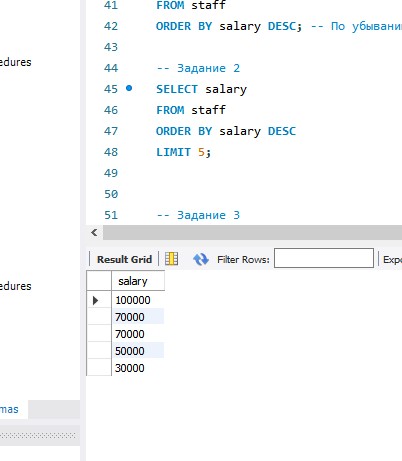 41 FROM staff
42 ORDER BY salary DESC; -- По убывани
43
44 -- Задание 2
45 SELECT salary
46 FROM staff
47 ORDER BY salary DESC
48 LIMIT 5;
49
50
51 -- Задание 3
edures
edures
mas
Result Grid Filter Rows: Expo
salary
100000
70000
70000
50000
30000